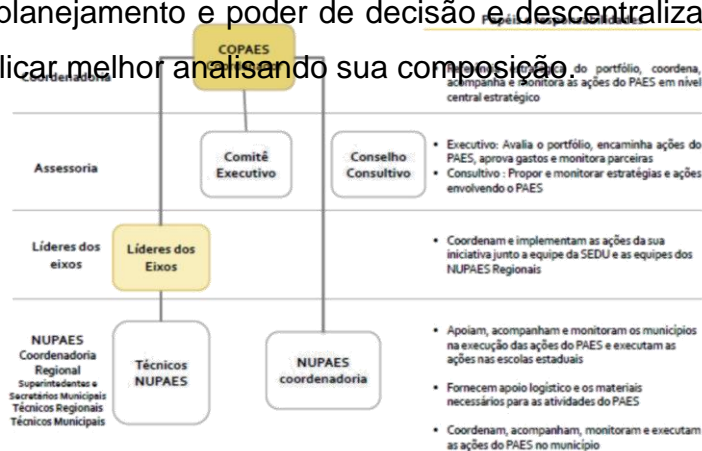 planejamento e poder de decisão e descentraliza
Papéis e responsabilidades
licar melhor analisando sua composição.
COPAES
Coordenadoria
do portfólio, coordena,
acompanha e monitora as ações do PAES em nível
central estratégico
Assessoria
Comitê
Executivo
Conselho
Consultivo
• Executivo: Avalia o portfólio, encaminha ações do
PAES, aprova gastos e monitora parceiras
• Consultivo : Propor e monitorar estratégias e ações
envolvendo o PAES
Líderes dos
eixos
Líderes dos
Eixos
• Coordenam e implementam as ações da sua
iniciativa junto a equipe da SEDU e as equipes dos
NUPAES Regionais
NUPAES
Coordenadoria
Regional
Superintedentes e
Secretários Municipais
Técnicos Regionais
Técnicos Municipais
Técnicos
NUPAES
NUPAES
coordenadoria
• Apoiam, acompanham e monitoram os municípios
na execução das ações do PAES e executam as
ações nas escolas estaduais
• Fornecem apoio logístico e os materiais
necessários para as atividades do PAES
• Coordenam, acompanham, monitoram e executam
as ações do PAES no município